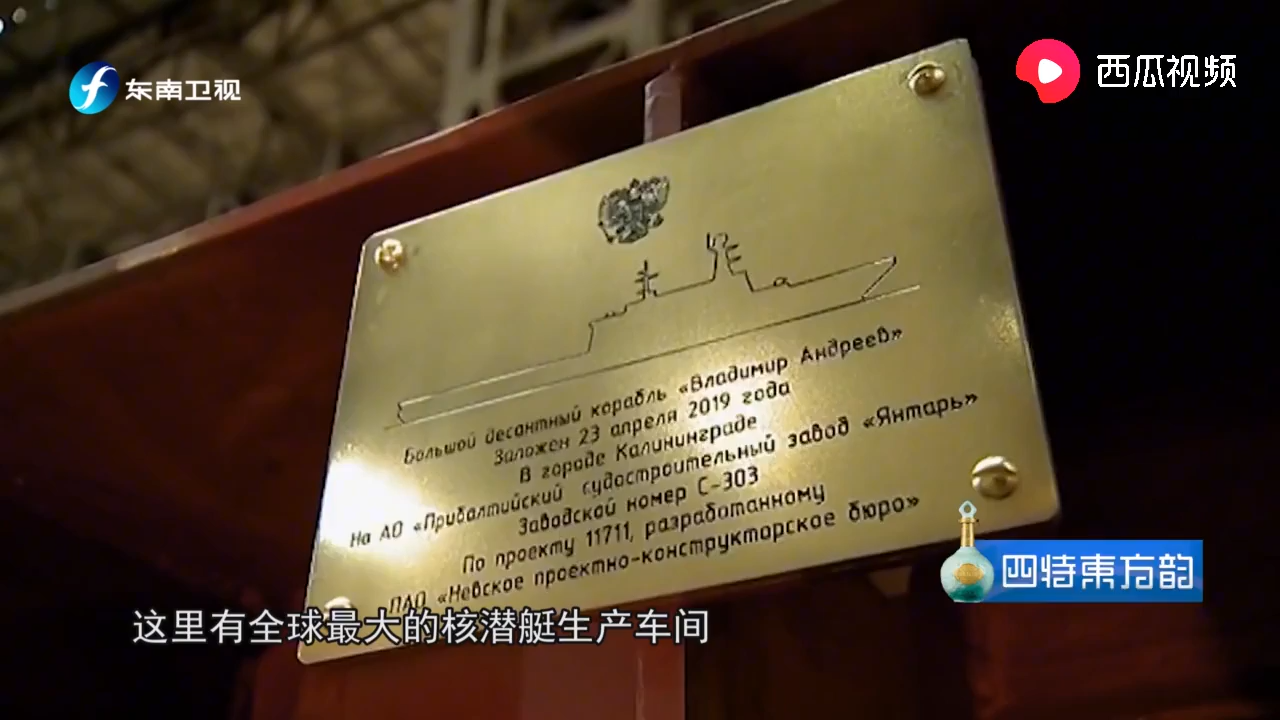 东南卫视
西瓜视频
Большой десантный корабль «Владимир Андреев»
Заложен 23 апреля 2019 года
В городе Калининграде
На АО «Прибалтийский судостроительный завод «Янтарь»
Заводской номер С-303
По проекту 11711, разработанному
ПАО «Невское проектно-конструкторское бюро»
四特东方韵
这里有全球最大的核潜艇生产车间